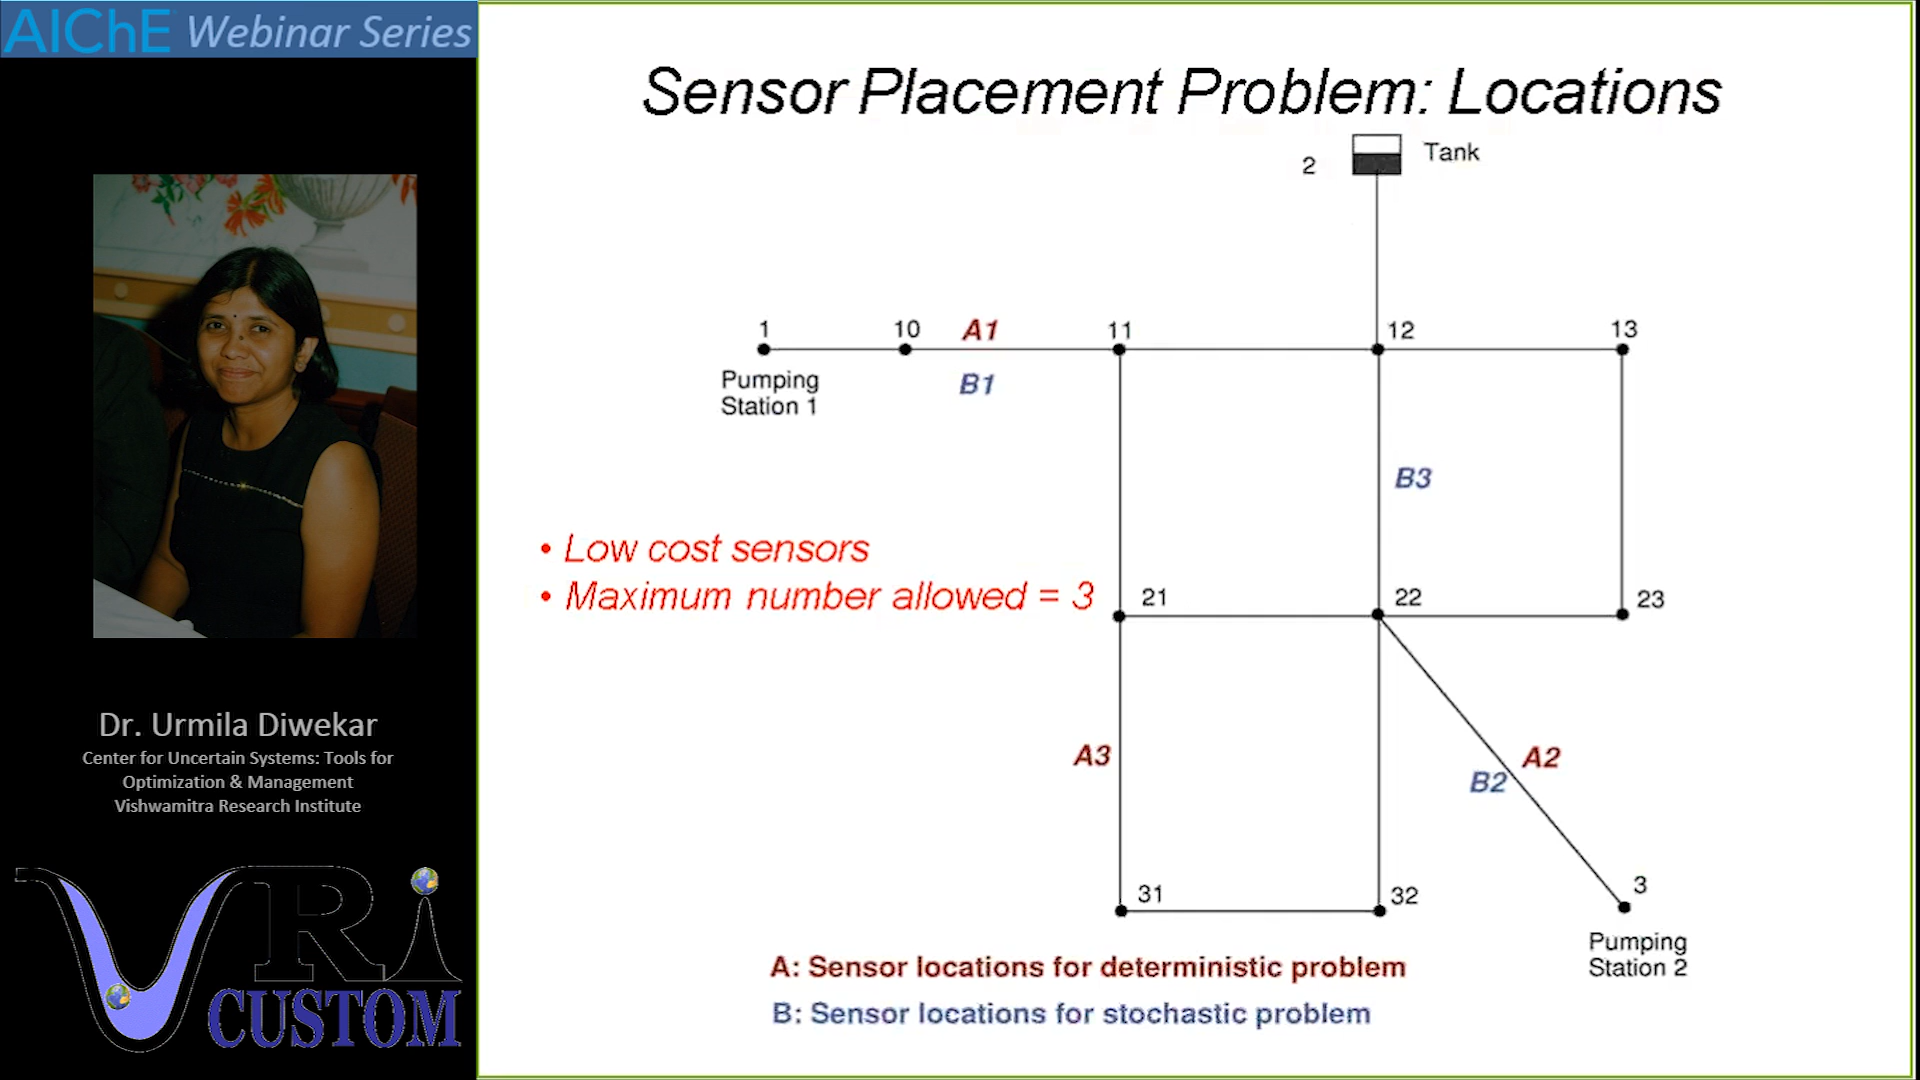 AIChE Webinar Series
Sensor Placement Problem: Locations
2
Tank
1
10
A1
11
12
13
Pumping
Station 1
B1
B3
• Low cost sensors
• Maximum number allowed = 3
21
22
23
A3
A2
B2
Dr. Urmila Diwekar
Center for Uncertain Systems: Tools for
Optimization & Management
Vishwamitra Research Institute
31
32
3
Pumping
Station 2
A: Sensor locations for deterministic problem
B: Sensor locations for stochastic problem
VRi
CUSTOM